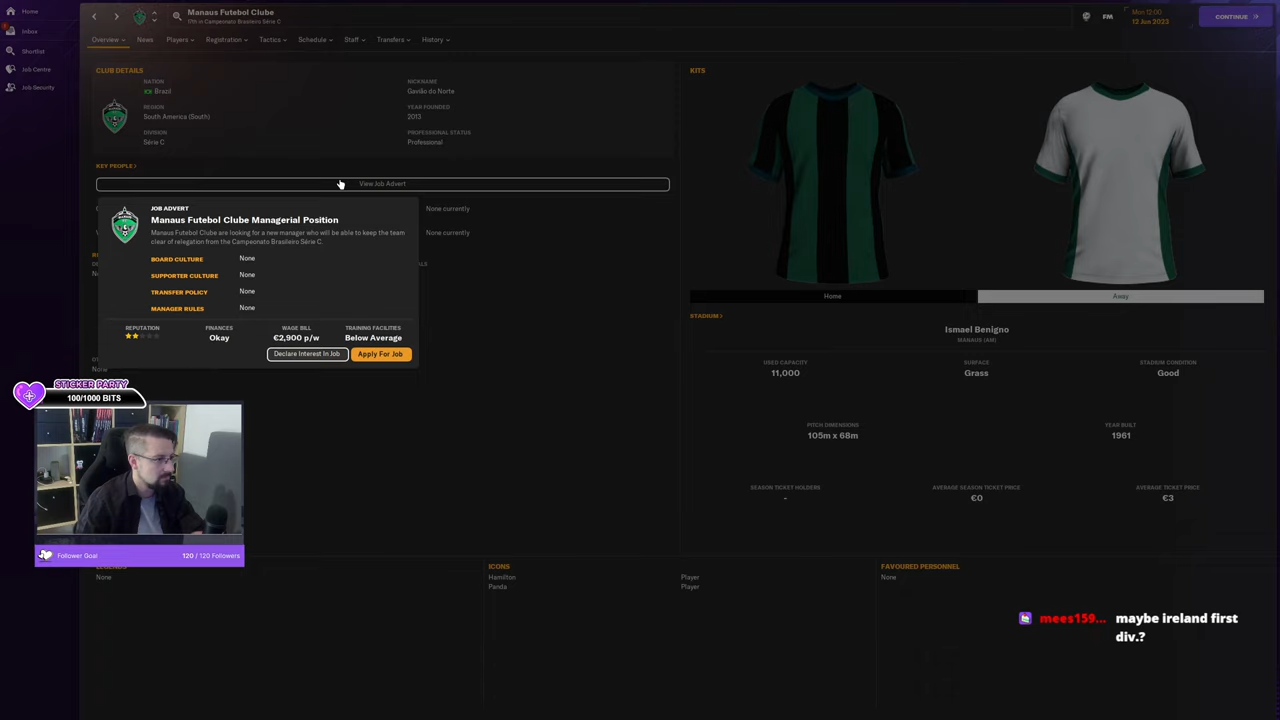 Home
Inbox
Shortlist
Job Centre
Job Security
Manaus Futebol Clube
17th in Campeonato Brasileiro Série C
FM
Mon 12:00
12 Jun 2023
CONTINUE
Overview
News
Players
Registration
Tactics
Schedule
Staff
Transfers
History
CLUB DETAILS
NATION
Brazil
NICKNAME
Gavião do Norte
REGION
South America (South)
YEAR FOUNDED
2013
DIVISION
Série C
PROFESSIONAL STATUS
Professional
KEY PEOPLE >
View Job Advert
None currently
None currently
JOB ADVERT
Manaus Futebol Clube Managerial Position
Manaus Futebol Clube are looking for a new manager who will be able to keep the team
clear of relegation from the Campeonato Brasileiro Série C.
BOARD CULTURE None
SUPPORTER CULTURE None
TRANSFER POLICY None
MANAGER RULES None
REPUTATION
FINANCES
Okay
WAGE BILL
€2,900 p/w
TRAINING FACILITIES
Below Average
Declare Interest In Job
Apply For Job
None
KITS
Home
Away
STADIUM >
Ismael Benigno
MANAUS (AM)
USED CAPACITY
11,000
SURFACE
Grass
STADIUM CONDITION
Good
PITCH DIMENSIONS
105m x 68m
YEAR BUILT
1961
SEASON TICKET HOLDERS
-
AVERAGE SEASON TICKET PRICE
€0
AVERAGE TICKET PRICE
€3
STICKER PARTY
100/1000 BITS
Follower Goal 120 / 120 Followers
LEGENDS
None
ICONS
Hamilton Player
Panda Player
FAVOURED PERSONNEL
None
mees159... maybe ireland first
div.?